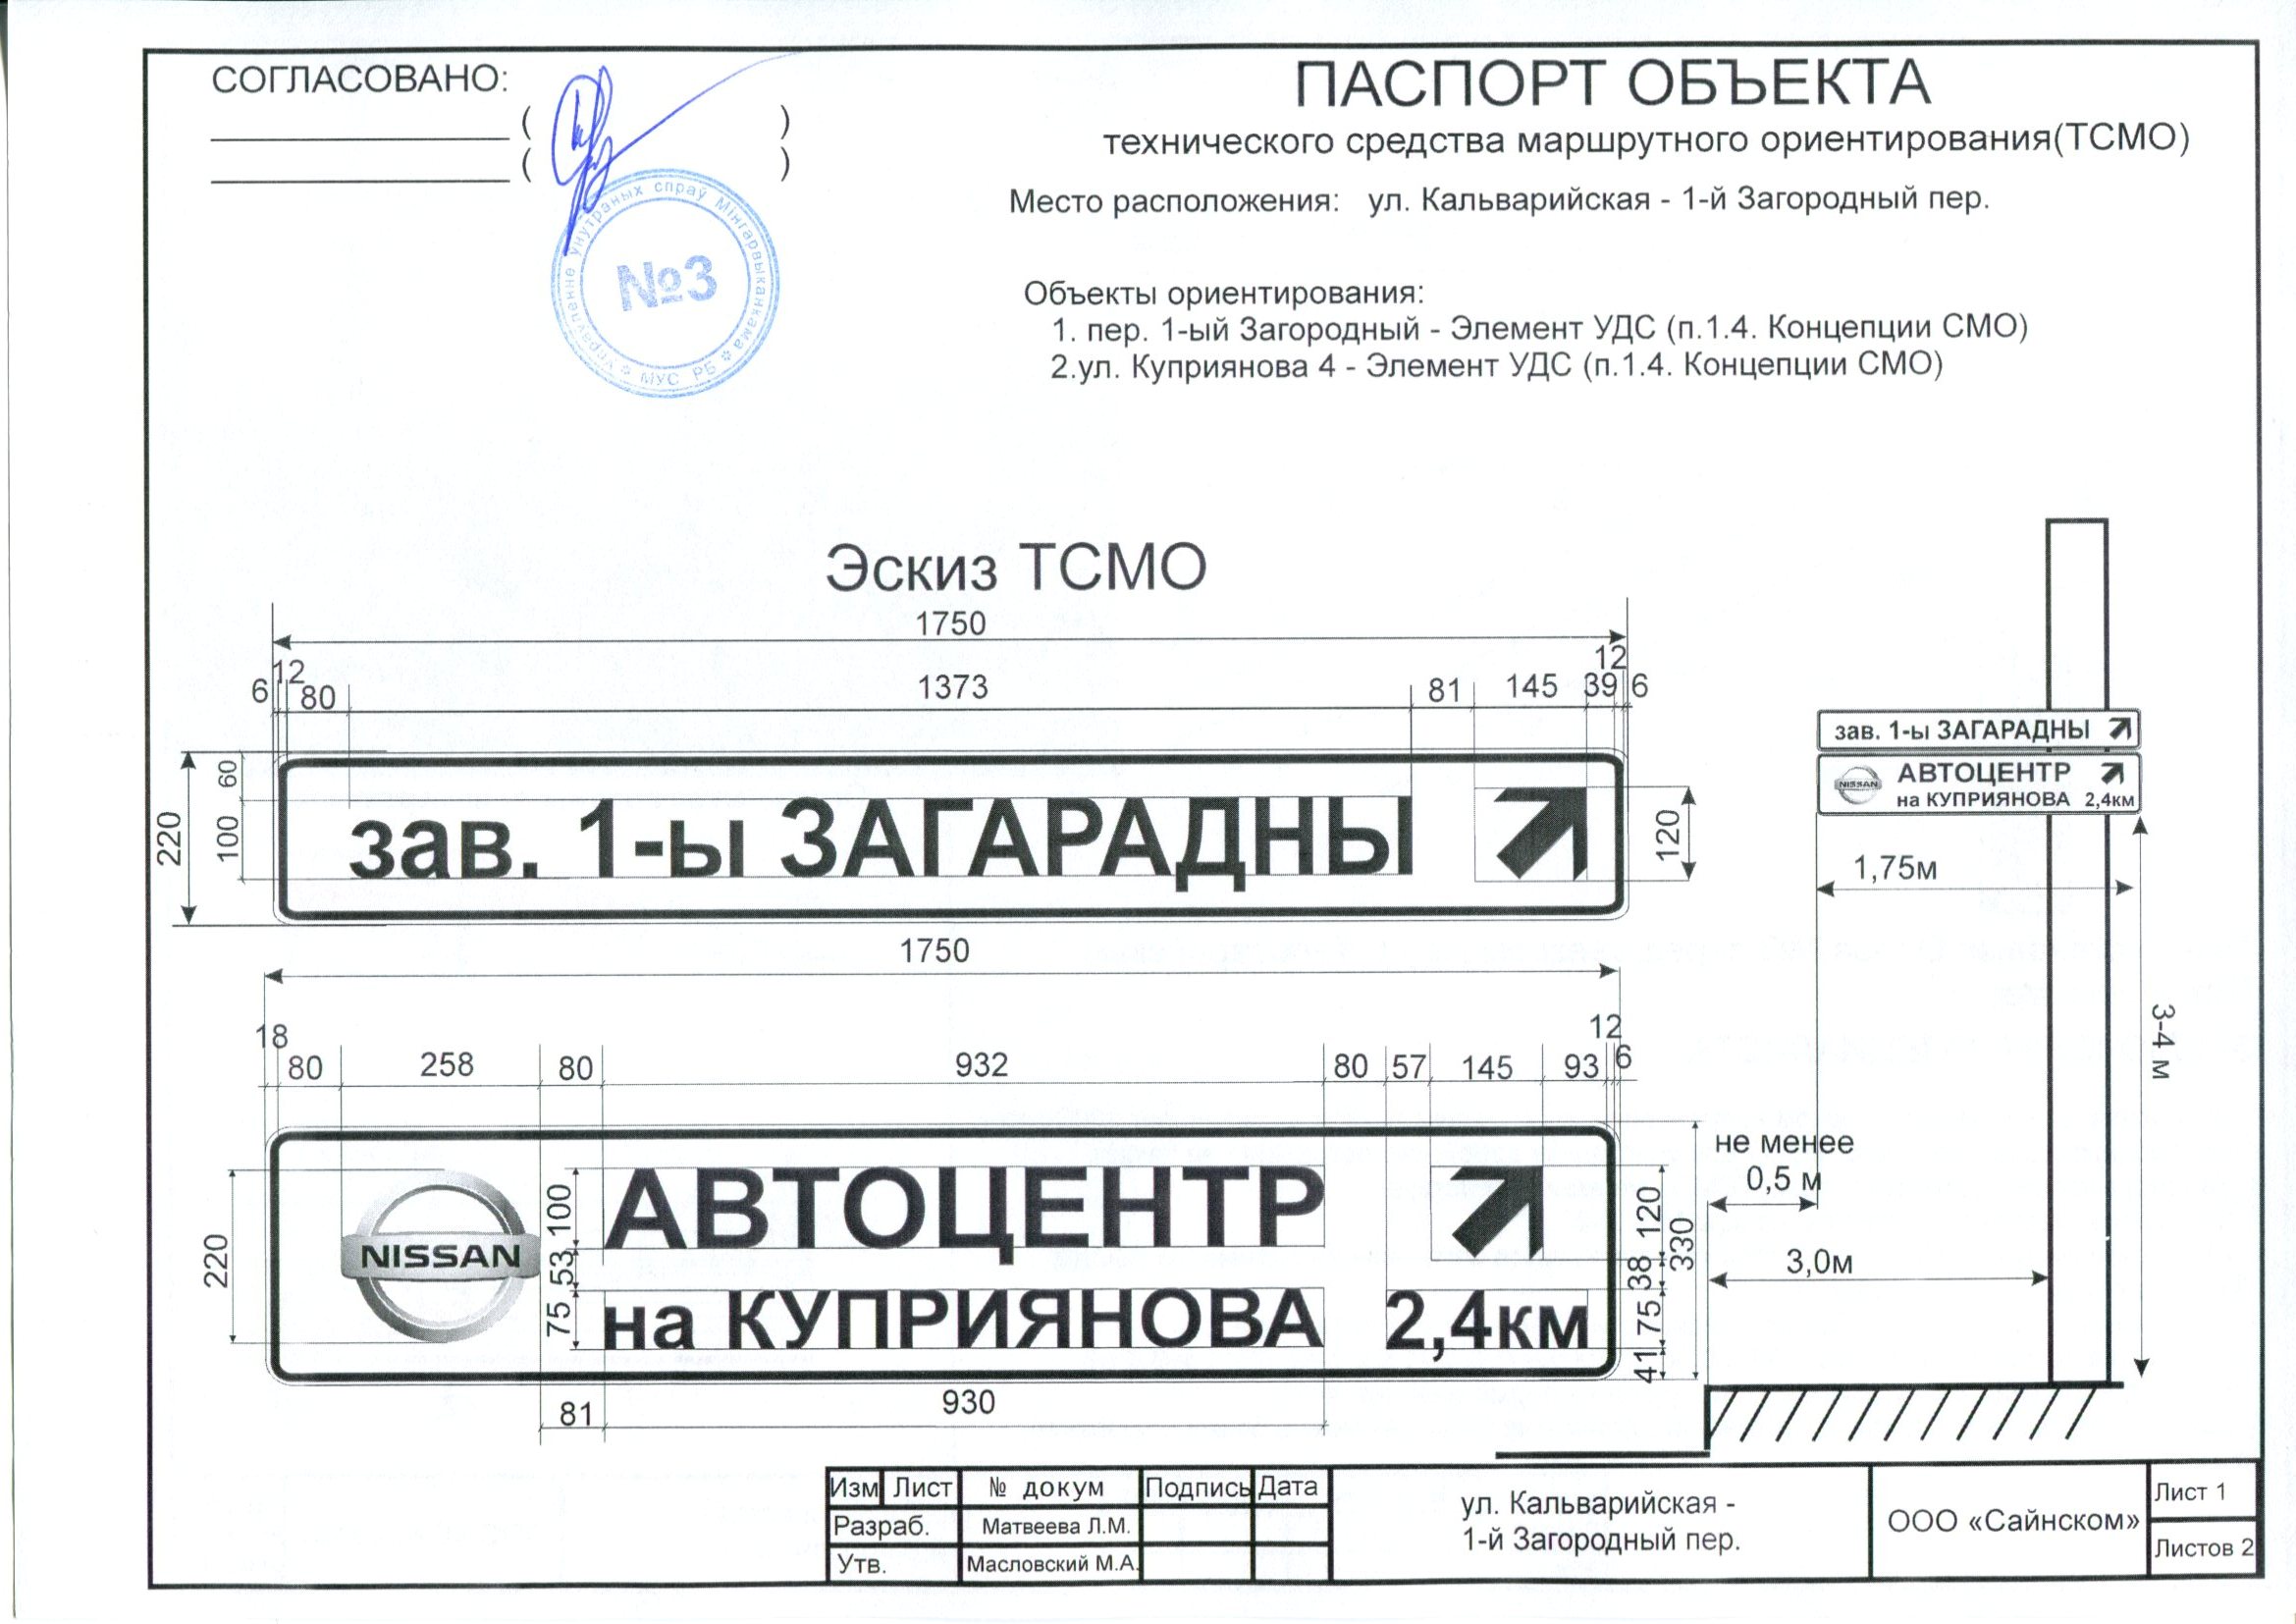 СОГЛАСОВАНО:
( )
( )
упраўленне унутраных спраў Мінгарвыканкама * МУС РБ *
№3
ПАСПОРТ ОБЪЕКТА
технического средства маршрутного ориентирования(ТСМО)
Место расположения: ул. Кальварийская - 1-й Загородный пер.
Объекты ориентирования:
1. пер. 1-ый Загородный - Элемент УДС (п.1.4. Концепции СМО)
2.ул. Куприянова 4 - Элемент УДС (п.1.4. Концепции СМО)
Эскиз ТСМО
1750
6 12 80 1373 81 145 39 12 6
220 60 100
зав. 1-ы ЗАГАРАДНЫ
120
1750
18 80 258 80 932 80 57 145 93 12 6
220
NISSAN
100 53 75
АВТОЦЕНТР
на КУПРИЯНОВА 2,4км
120 38 75 41 330
81 930
зав. 1-ы ЗАГАРАДНЫ
NISSAN
АВТОЦЕНТР
на КУПРИЯНОВА 2,4км
1,75м
3-4 м
не менее
0,5 м
3,0м
Изм Лист № докум Подпись Дата
Разраб. Матвеева Л.М.
Утв. Масловский М.А.
ул. Кальварийская -
1-й Загородный пер.
ООО «Сайнском»
Лист 1
Листов 2